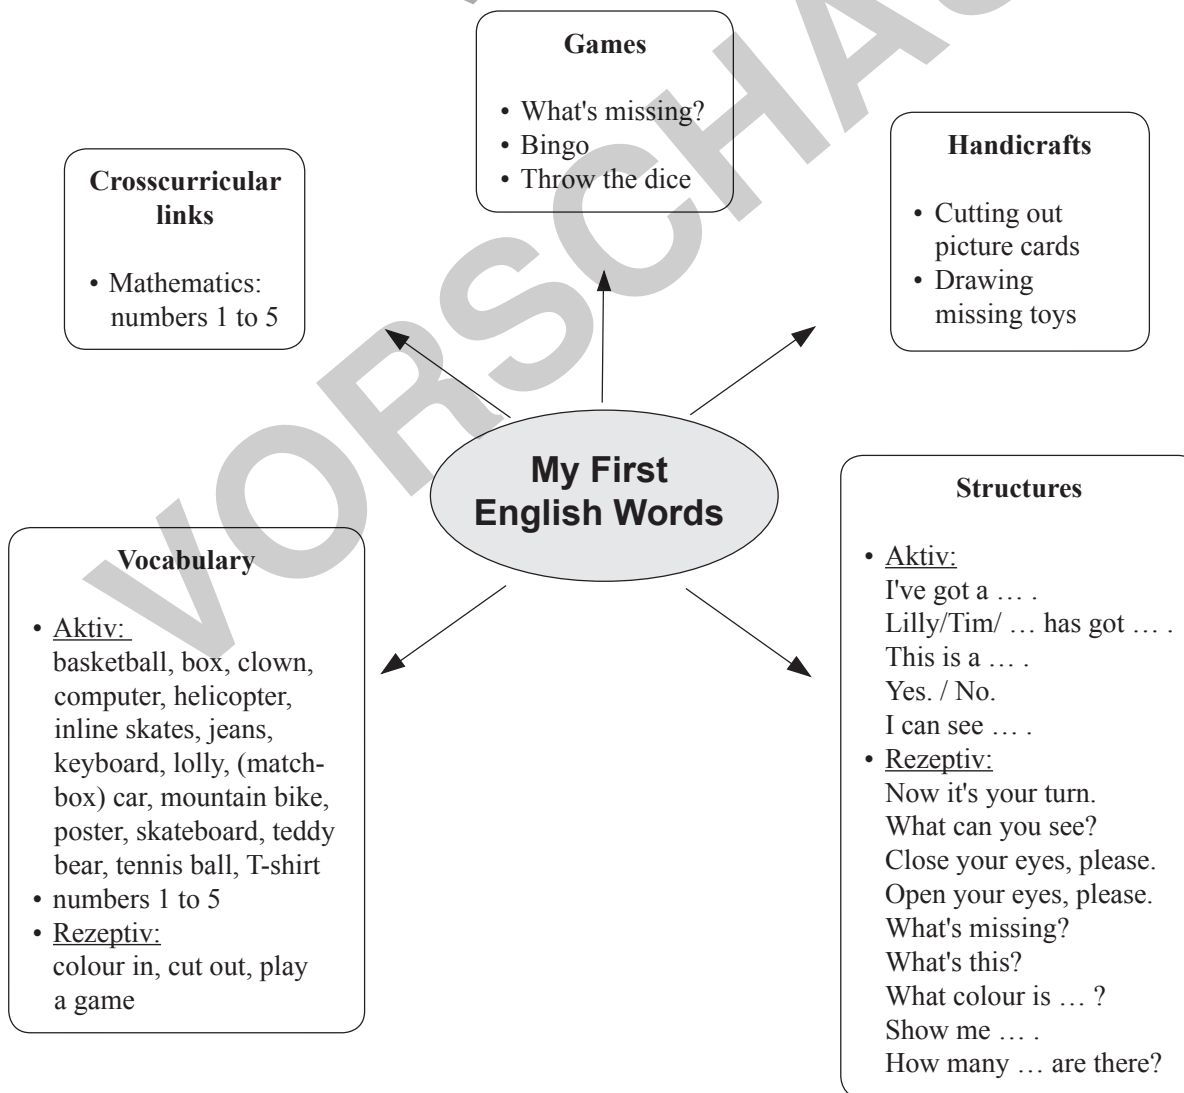 Games
• What's missing?
• Bingo
• Throw the dice
Handicrafts
• Cutting out
picture cards
• Drawing
missing toys
Crosscurricular
links
• Mathematics:
numbers 1 to 5
My First
English Words
Vocabulary
• Aktiv:
basketball, box, clown,
computer, helicopter,
inline skates, jeans,
keyboard, lolly, (match-
box) car, mountain bike,
poster, skateboard, teddy
bear, tennis ball, T-shirt
• numbers 1 to 5
• Rezeptiv:
colour in, cut out, play
a game
Structures
• Aktiv:
I've got a … .
Lilly/Tim/ … has got … .
This is a … .
Yes. / No.
I can see … .
• Rezeptiv:
Now it's your turn.
What can you see?
Close your eyes, please.
Open your eyes, please.
What's missing?
What's this?
What colour is … ?
Show me … .
How many … are there?
VORSCHAU